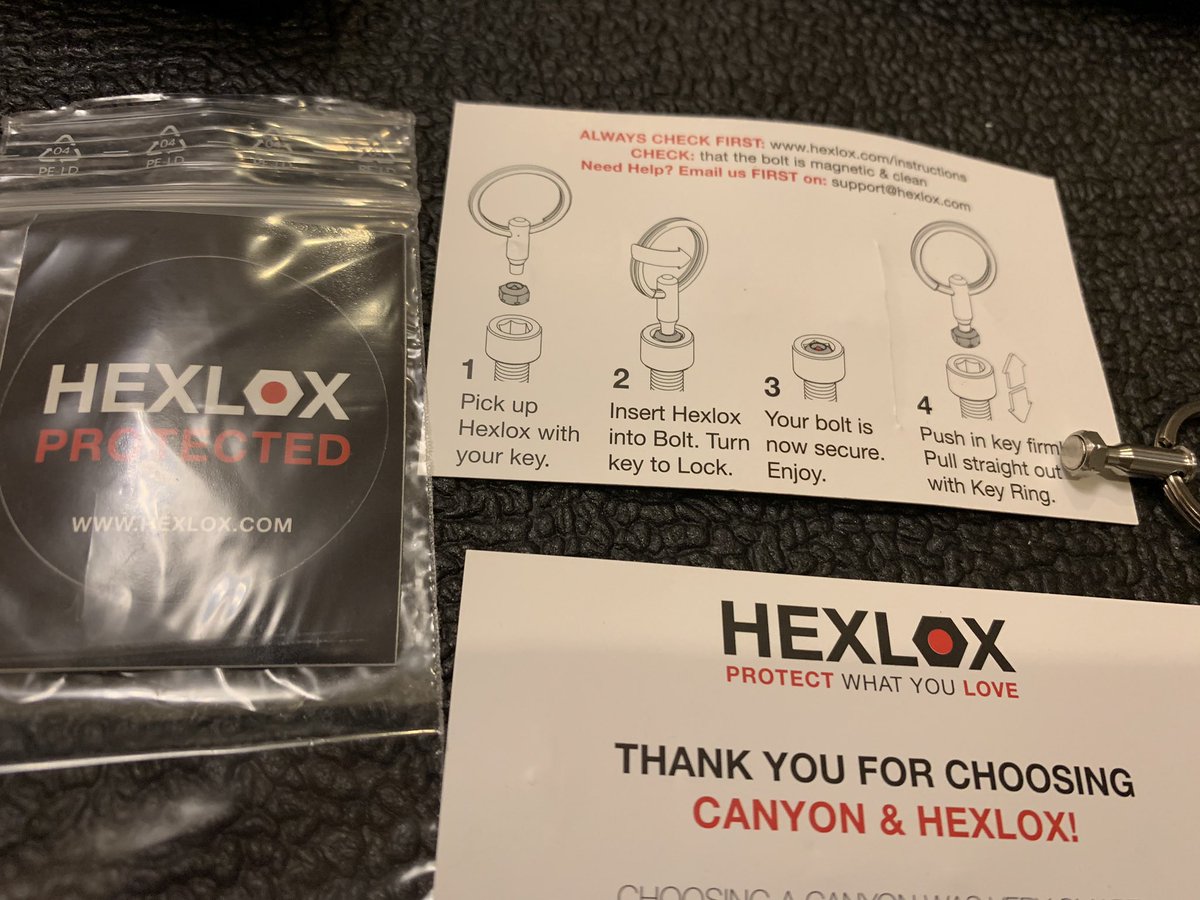 04
04
PE-LD
PE-LD
HEXLOX
PROTECTED
WWW.HEXLOX.COM
ALWAYS CHECK FIRST: www.hexlox.com/instructions
CHECK: that the bolt is magnetic & clean
Need Help? Email us FIRST on: support@hexlox.com
1
Pick up
Hexlox with
your key.
2
Insert Hexlox
into Bolt. Turn
key to Lock.
3
Your bolt is
now secure.
Enjoy.
4
Push in key firml
Pull straight out
with Key Ring.
HEXLOX
PROTECT WHAT YOU LOVE
THANK YOU FOR CHOOSING
CANYON & HEXLOX!
CHOOSING A CANYON WAS